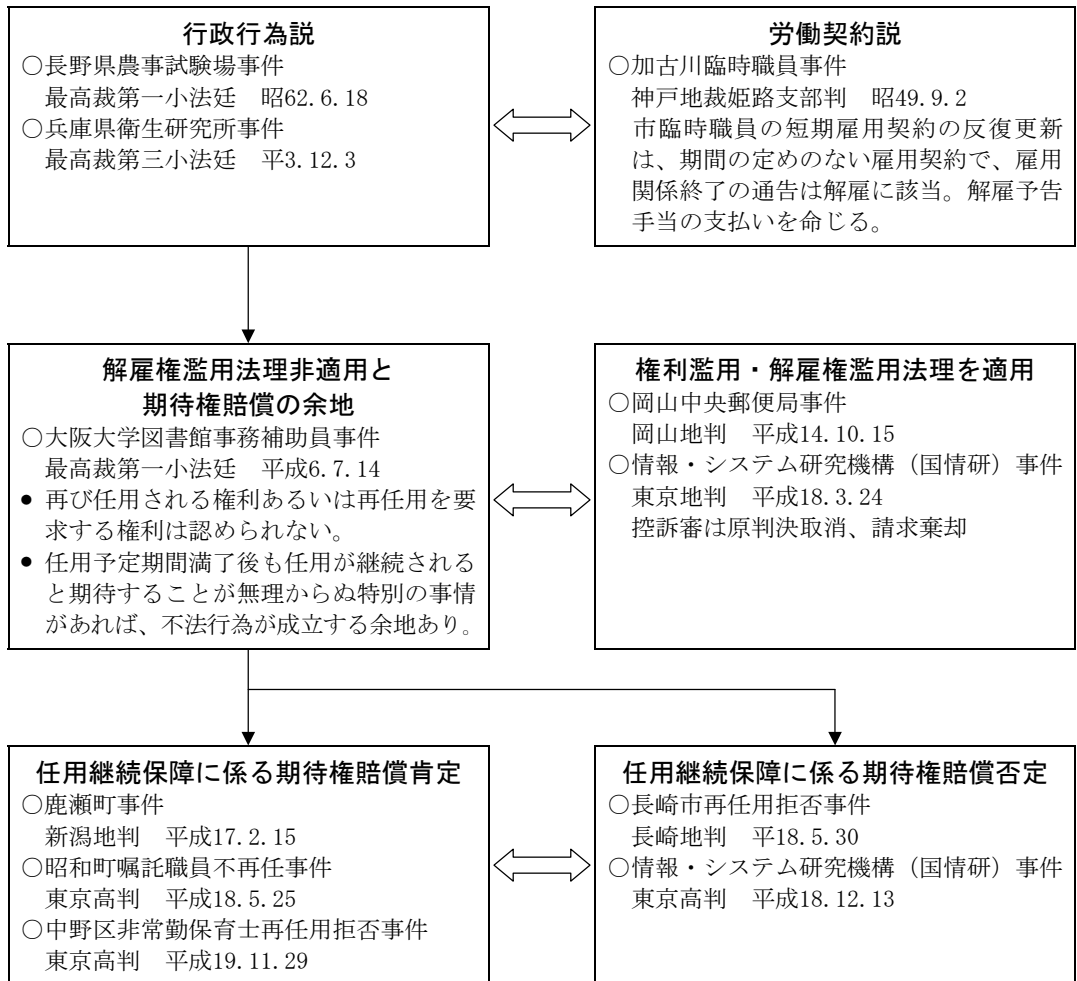 行政行為説
○長野県農事試験場事件
最高裁第一小法廷　昭62.6.18
○兵庫県衛生研究所事件
最高裁第三小法廷　平3.12.3
労働契約説
○加古川臨時職員事件
神戸地裁姫路支部判　昭49.9.2
市臨時職員の短期雇用契約の反復更新
は、期間の定めのない雇用契約で、雇用
関係終了の通告は解雇に該当。解雇予告
手当の支払いを命じる。
解雇権濫用法理非適用と
期待権賠償の余地
○大阪大学図書館事務補助員事件
最高裁第一小法廷　平成6.7.14
● 再び任用される権利あるいは再任用を要
求する権利は認められない。
● 任用予定期間満了後も任用が継続される
と期待することが無理からぬ特別の事情
があれば、不法行為が成立する余地あり。
権利濫用・解雇権濫用法理を適用
○岡山中央郵便局事件
岡山地判　平成14.10.15
○情報・システム研究機構（国情研）事件
東京地判　平成18.3.24
控訴審は原判決取消、請求棄却
任用継続保障に係る期待権賠償肯定
○鹿瀬町事件
新潟地判　平成17.2.15
○昭和町嘱託職員不再任事件
東京高判　平成18.5.25
○中野区非常勤保育士再任用拒否事件
東京高判　平成19.11.29
任用継続保障に係る期待権賠償否定
○長崎市再任用拒否事件
長崎地判　平18.5.30
○情報・システム研究機構（国情研）事件
東京高判　平成18.12.13